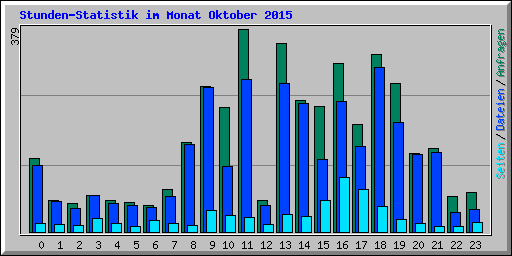 Stunden-Statistik im Monat Oktober 2015
379
Seiten / Dateien / Anfragen
0 1 2 3 4 5 6 7 8 9 10 11 12 13 14 15 16 17 18 19 20 21 22 23